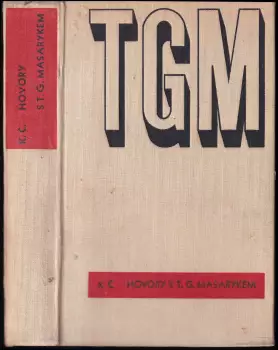 K. Č. HOVORY
S T. G. MASARYKEM
TGM
K. Č. HOVORY S T. G. MASARYKEM